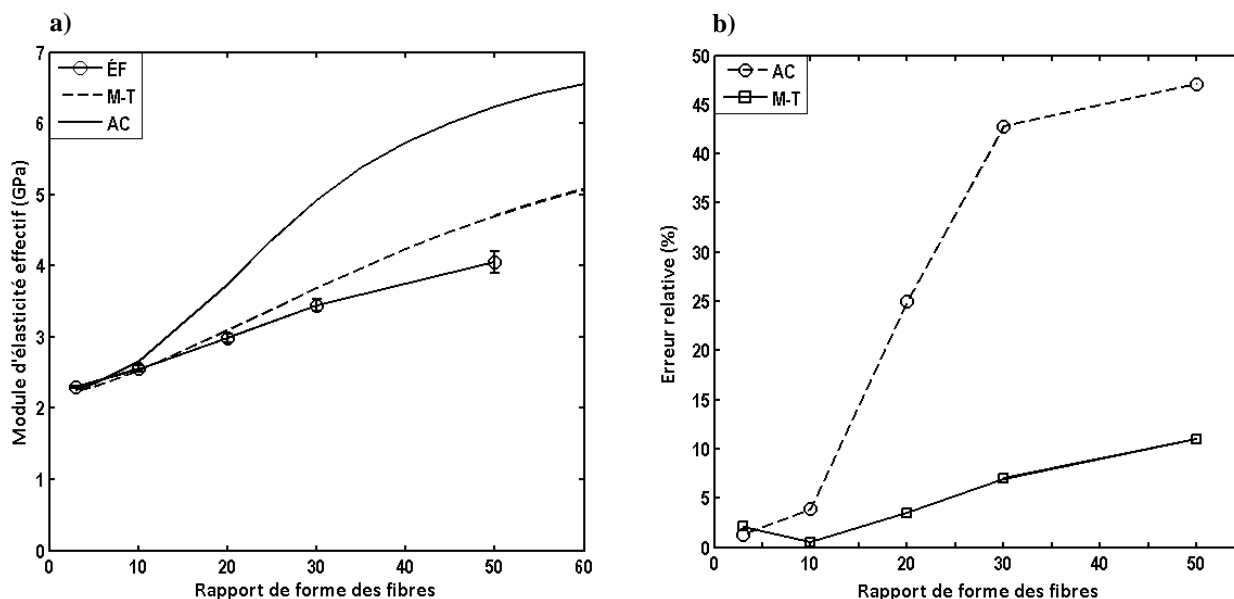 a)
7
6
5
4
3
2
1
0
ÉF
M-T
AC
Module d'élasticité effectif (GPa)
0 10 20 30 40 50 60
Rapport de forme des fibres
b)
50
45
40
35
30
25
20
15
10
5
0
AC
M-T
Erreur relative (%)
0 10 20 30 40 50
Rapport de forme des fibres